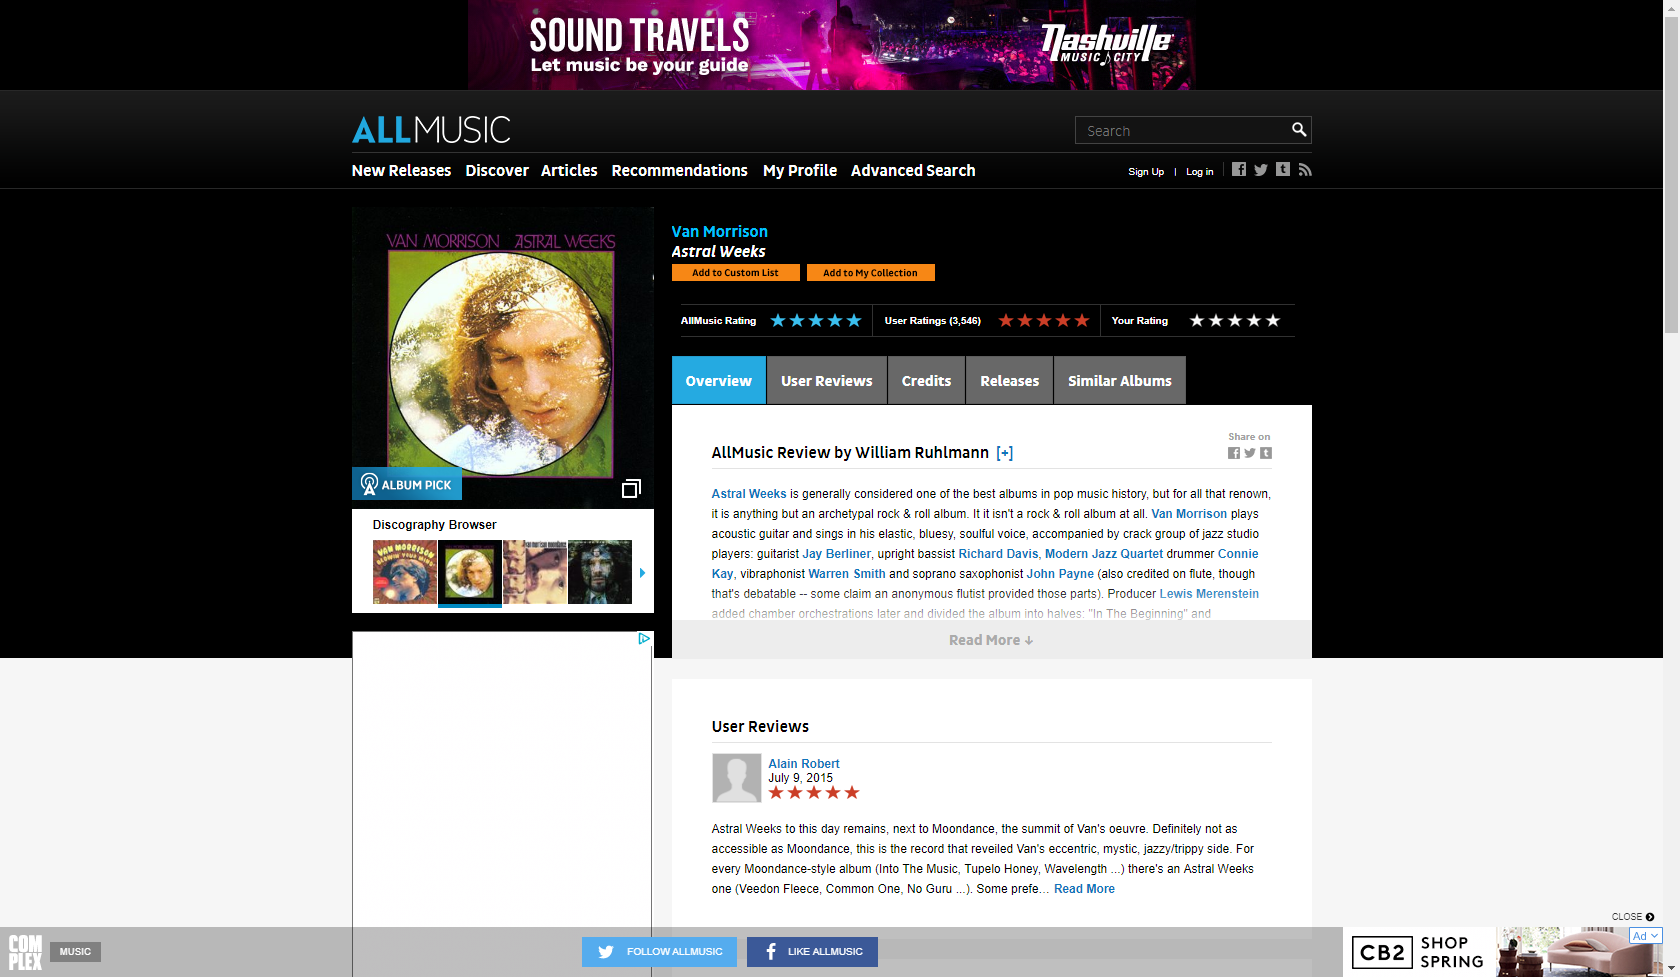 SOUND TRAVELS
Let music be your guide
Nashville
MUSIC CITY
ALLMUSIC
Search
New Releases Discover Articles Recommendations My Profile Advanced Search
Sign Up | Log in
VAN MORRISON ASTRAL WEEKS
ALBUM PICK
Van Morrison
Astral Weeks
Add to Custom List Add to My Collection
AllMusic Rating User Ratings (3,546) Your Rating
Overview User Reviews Credits Releases Similar Albums
Share on
AllMusic Review by William Ruhlmann [+]
Astral Weeks is generally considered one of the best albums in pop music history, but for all that renown,
it is anything but an archetypal rock & roll album. It it isn't a rock & roll album at all. Van Morrison plays
acoustic guitar and sings in his elastic, bluesy, soulful voice, accompanied by crack group of jazz studio
players: guitarist Jay Berliner, upright bassist Richard Davis, Modern Jazz Quartet drummer Connie
Kay, vibraphonist Warren Smith and soprano saxophonist John Payne (also credited on flute, though
that's debatable -- some claim an anonymous flutist provided those parts). Producer Lewis Merenstein
added chamber orchestrations later and divided the album into halves: "In The Beginning" and
Read More ↓
Discography Browser
VAN MORRISON
User Reviews
Alain Robert
July 9, 2015
Astral Weeks to this day remains, next to Moondance, the summit of Van's oeuvre. Definitely not as
accessible as Moondance, this is the record that reveiled Van's eccentric, mystic, jazzy/trippy side. For
every Moondance-style album (Into The Music, Tupelo Honey, Wavelength ...) there's an Astral Weeks
one (Veedon Fleece, Common One, No Guru ...). Some prefe... Read More
CLOSE
COMPLEX
MUSIC
FOLLOW ALLMUSIC LIKE ALLMUSIC
CB2 SHOP SPRING
Ad